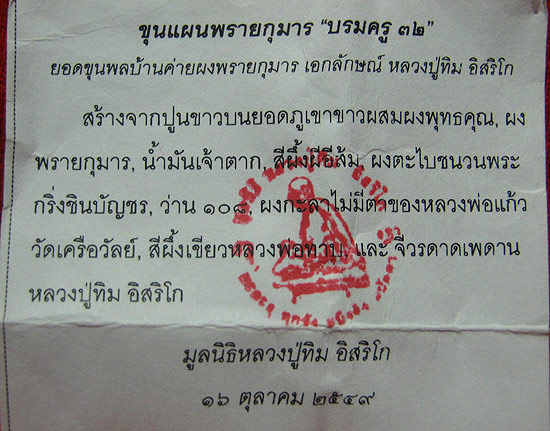 ขุนแผนพรายกุมาร “บรมครู ๓๒”
ยอดขุนพลบ้านค่ายผงพรายกุมาร เอกลักษณ์ หลวงปู่ทิม อิสริโก
สร้างจากปูนขาวบนยอดภูเขาขาวผสมผงพุทธคุณ, ผง
พรายกุมาร, น้ำมันเจ้าตาก, สีผึ้งผีอีส้ม, ผงตะไบชนวนพระ
กริ่งชินบัญชร, ว่าน ๑๐๘, ผงกะลาไม่มีตาของหลวงพ่อแก้ว
วัดเครือวัลย์, สีผึ้งเขียวหลวงพ่อทาบ, และ จีวรดาดเพดาน
หลวงปู่ทิม อิสริโก
มูลนิธิหลวงปู่ทิม อิสริโก
๑๖ ตุลาคม ๒๕๔๙